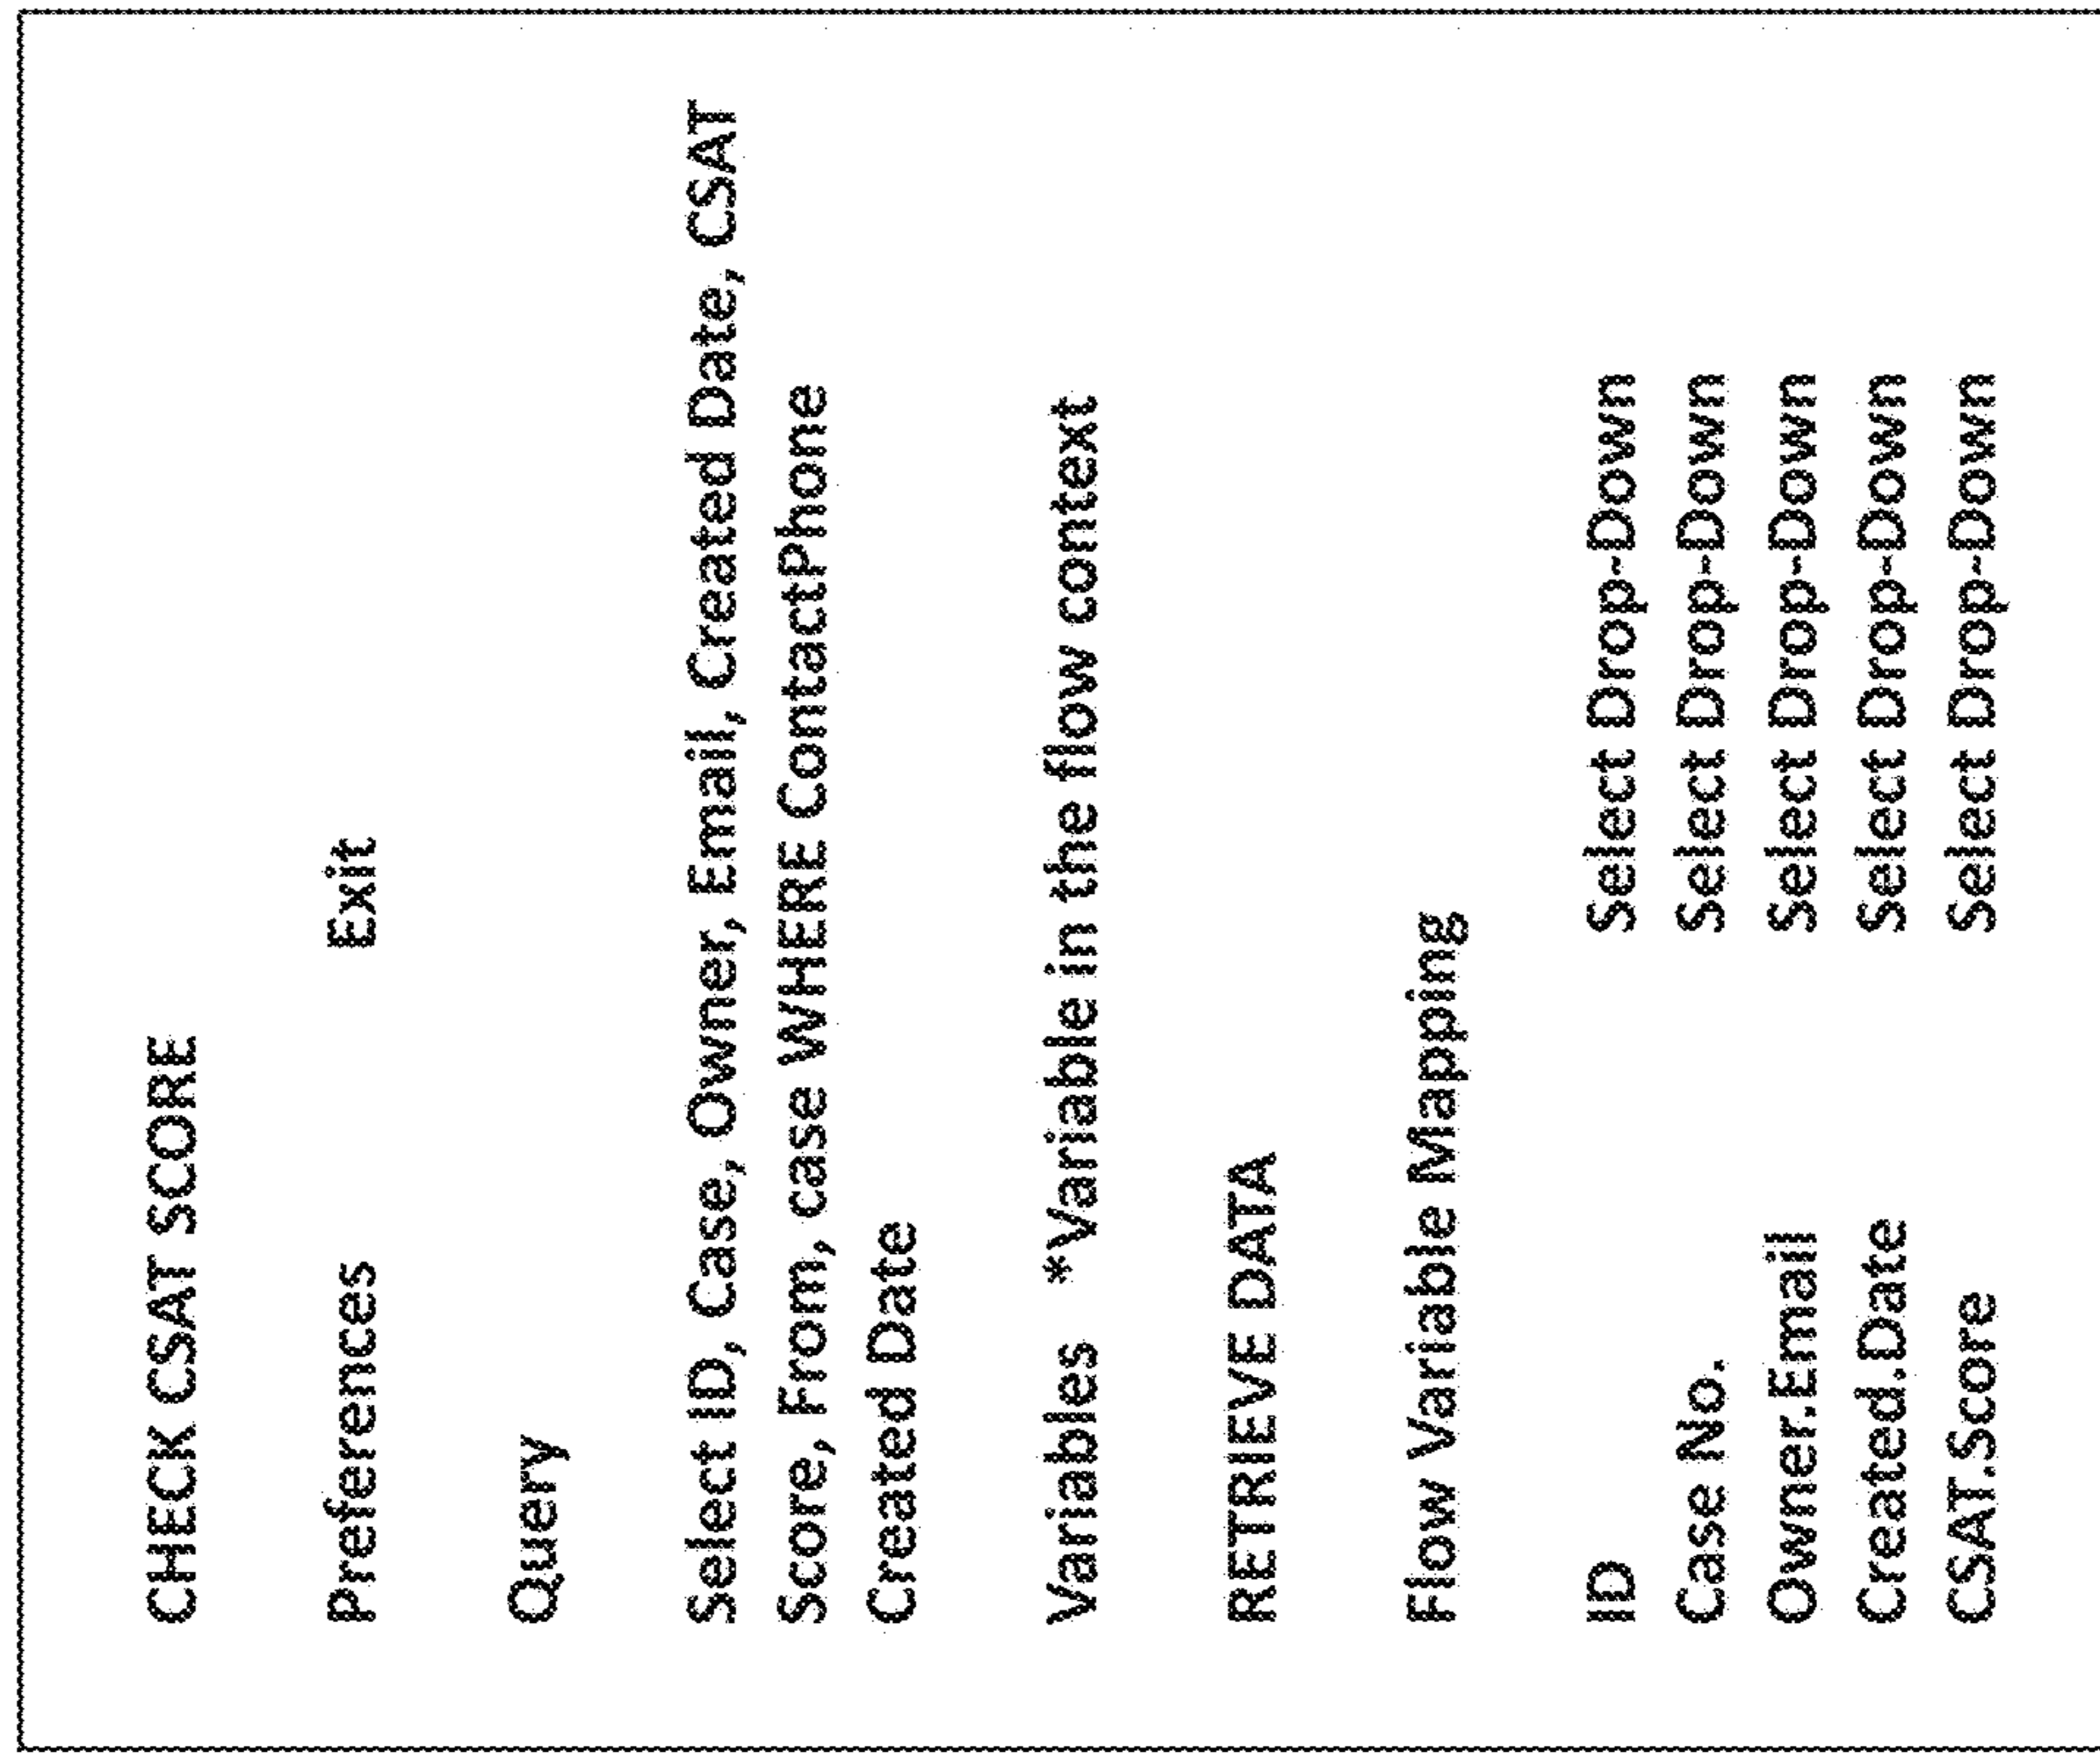 CHECK CSAT SCORE
Preferences Exit
Query
Select ID, Case, Owner, Email, Created Date, CSAT
Score, From, case WHERE ContactPhone
Created Date
Variables *Variable in the flow context
RETRIEVE DATA
Flow Variable Mapping
ID Select Drop-Down
Case No. Select Drop-Down
Owner.Email Select Drop-Down
Created.Date Select Drop-Down
CSAT.Score Select Drop-Down